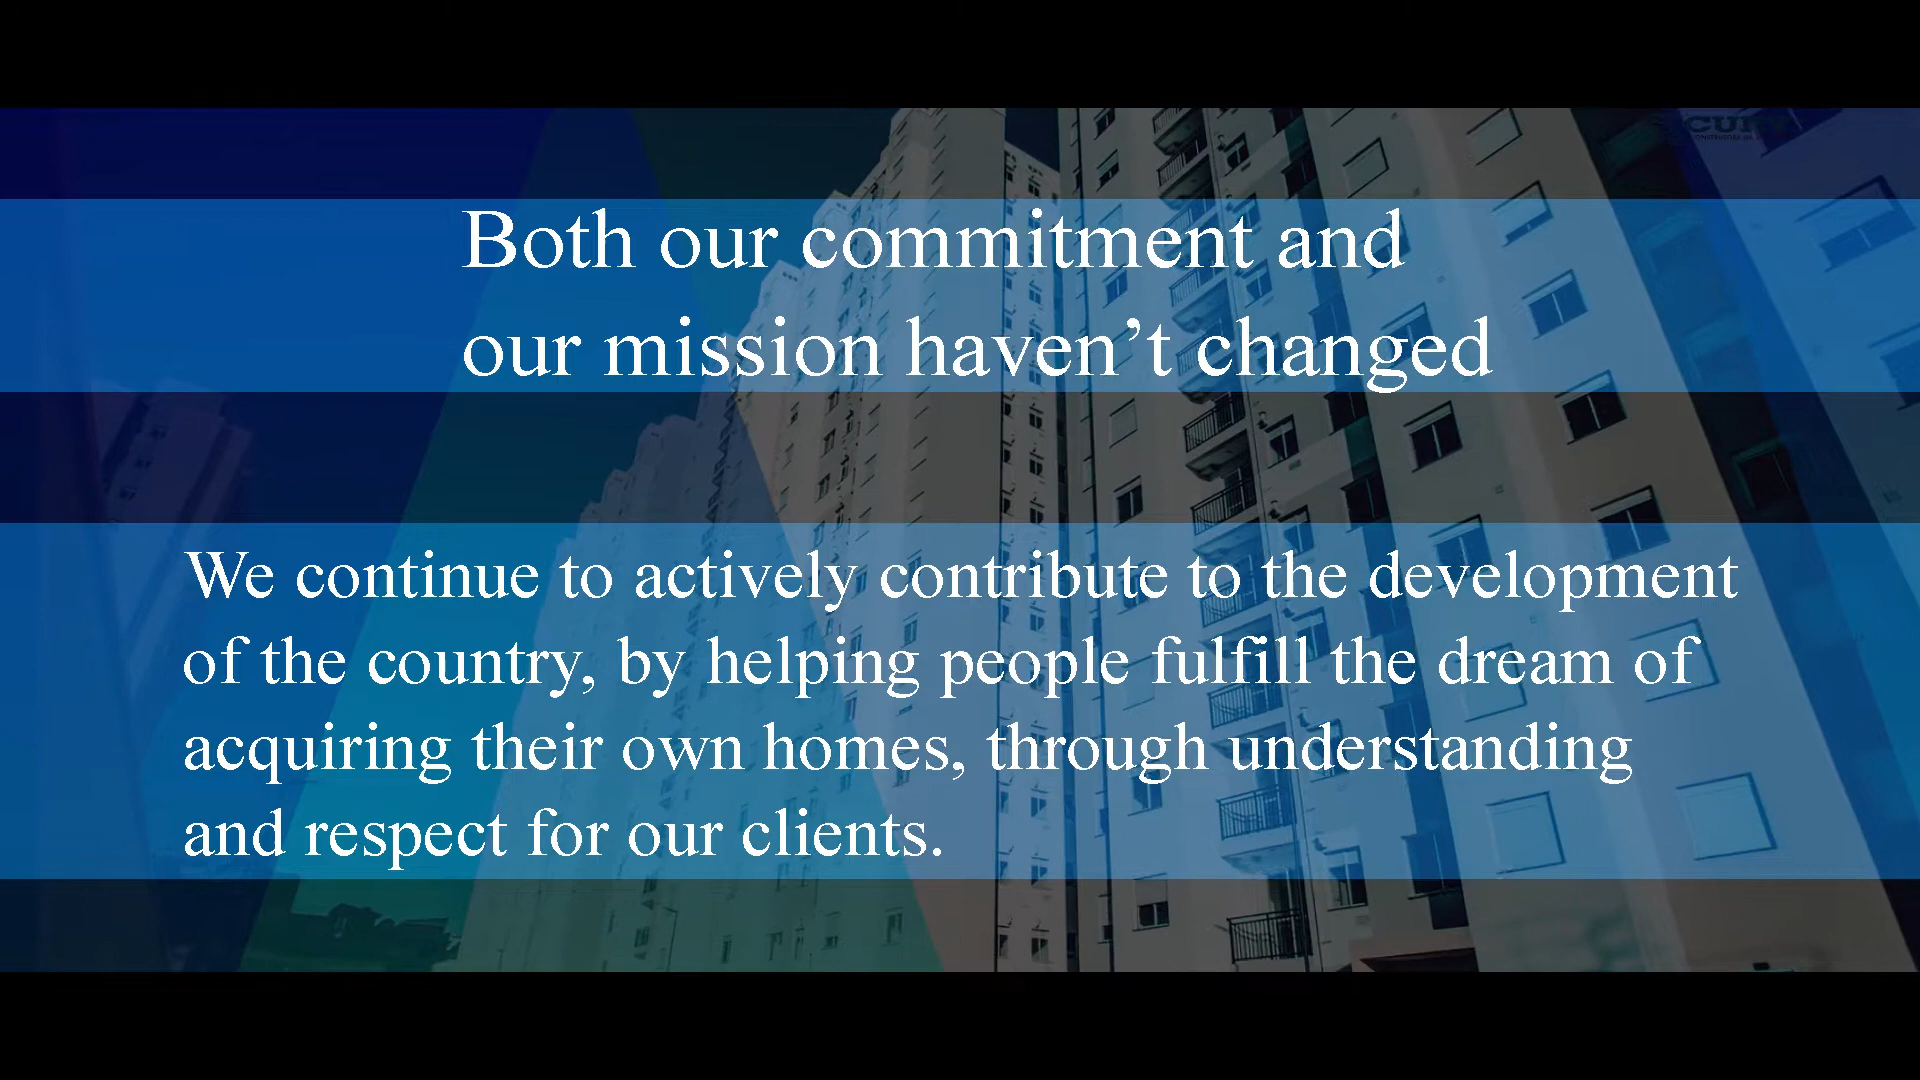 CURY
Both our commitment and
our mission haven’t changed
We continue to actively contribute to the development
of the country, by helping people fulfill the dream of
acquiring their own homes, through understanding
and respect for our clients.